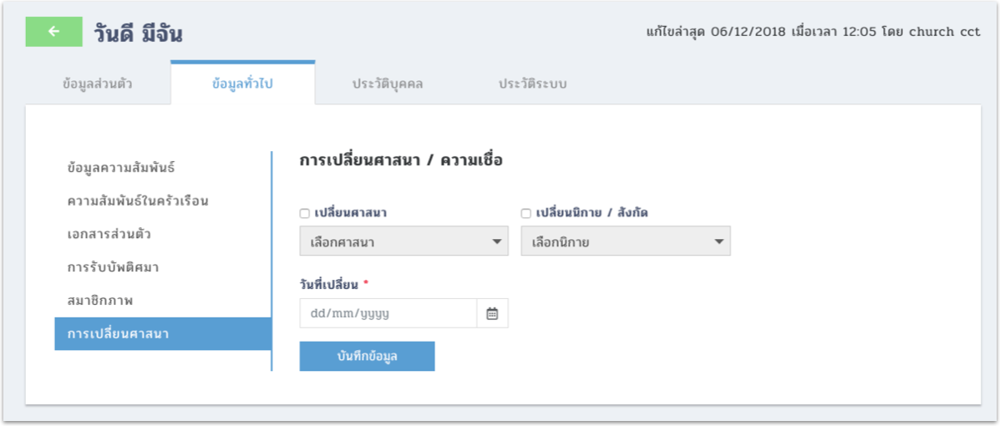 วันดี มีจัน
แก้ไขล่าสุด 06/12/2018 เมื่อเวลา 12:05 โดย church cct
ข้อมูลส่วนตัว
ข้อมูลทั่วไป
ประวัติบุคคล
ประวัติระบบ
ข้อมูลความสัมพันธ์
ความสัมพันธ์ในครัวเรือน
เอกสารส่วนตัว
การรับบัพติศมา
สมาชิกภาพ
การเปลี่ยนศาสนา
การเปลี่ยนศาสนา / ความเชื่อ
เปลี่ยนศาสนา
เปลี่ยนนิกาย / สังกัด
เลือกศาสนา
เลือกนิกาย
วันที่เปลี่ยน *
dd/mm/yyyy
บันทึกข้อมูล